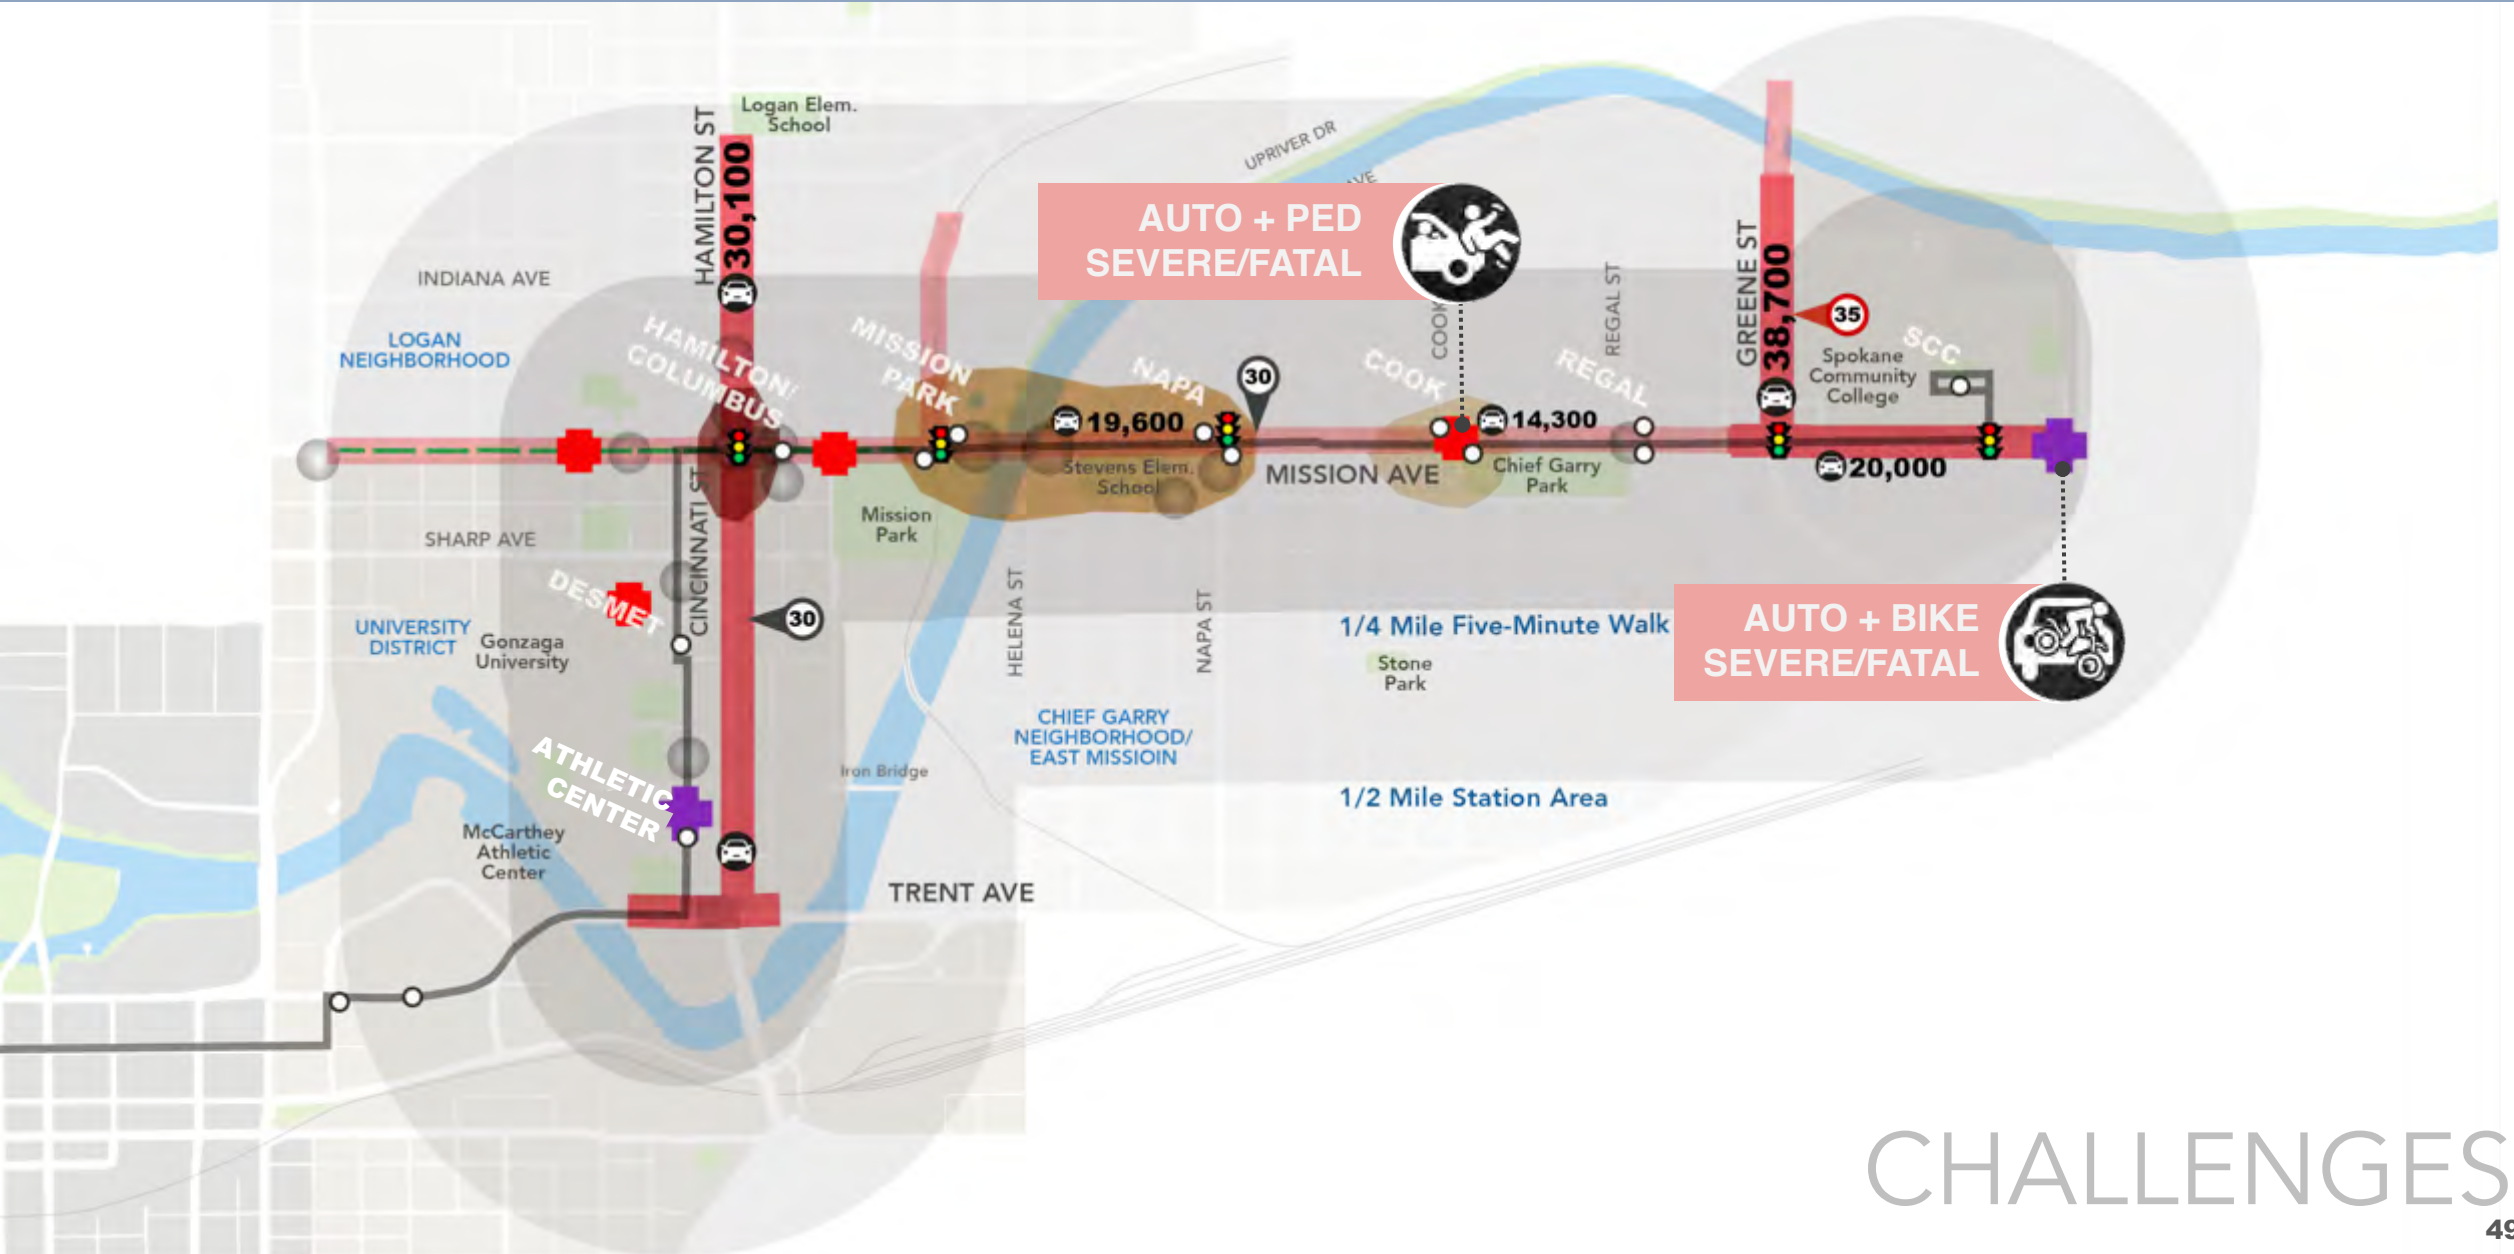 Logan Elem.
School
HAMILTON ST
30,100
UPRIVER DR
AVE
AUTO + PED
SEVERE/FATAL
INDIANA AVE
LOGAN
NEIGHBORHOOD
HAMILTON/
COLUMBUS
MISSION
PARK
NAPA
30
COOK
COOK
REGAL
REGAL ST
GREENE ST
38,700
35
SCC
Spokane
Community
College
19,600
14,300
Stevens Elem.
School
MISSION AVE
Chief Garry
Park
20,000
CINCINNATI ST
Mission
Park
SHARP AVE
DESMET
UNIVERSITY
DISTRICT
Gonzaga
University
30
HELENA ST
NAPA ST
1/4 Mile Five-Minute Walk
Stone
Park
AUTO + BIKE
SEVERE/FATAL
CHIEF GARRY
NEIGHBORHOOD/
EAST MISSIOIN
ATHLETIC
CENTER
Iron Bridge
1/2 Mile Station Area
McCarthey
Athletic
Center
TRENT AVE
CHALLENGES
49